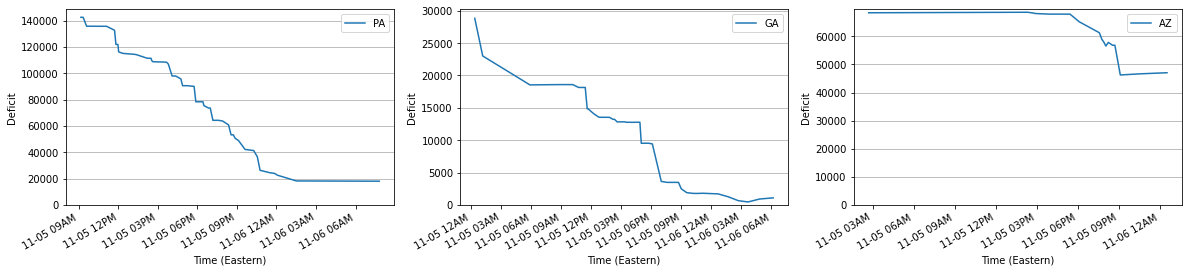 PA
140000
120000
100000
80000
60000
40000
20000
0
Deficit
11-05 09AM
11-05 12PM
11-05 03PM
11-05 06PM
11-05 09PM
11-06 12AM
11-06 03AM
11-06 06AM
Time (Eastern)
GA
30000
25000
20000
15000
10000
5000
0
Deficit
11-05 12AM
11-05 03AM
11-05 06AM
11-05 09AM
11-05 12PM
11-05 03PM
11-05 06PM
11-05 09PM
11-06 12AM
11-06 03AM
11-06 06AM
Time (Eastern)
AZ
60000
50000
40000
30000
20000
10000
0
Deficit
11-05 03AM
11-05 06AM
11-05 09AM
11-05 12PM
11-05 03PM
11-05 06PM
11-05 09PM
11-06 12AM
Time (Eastern)